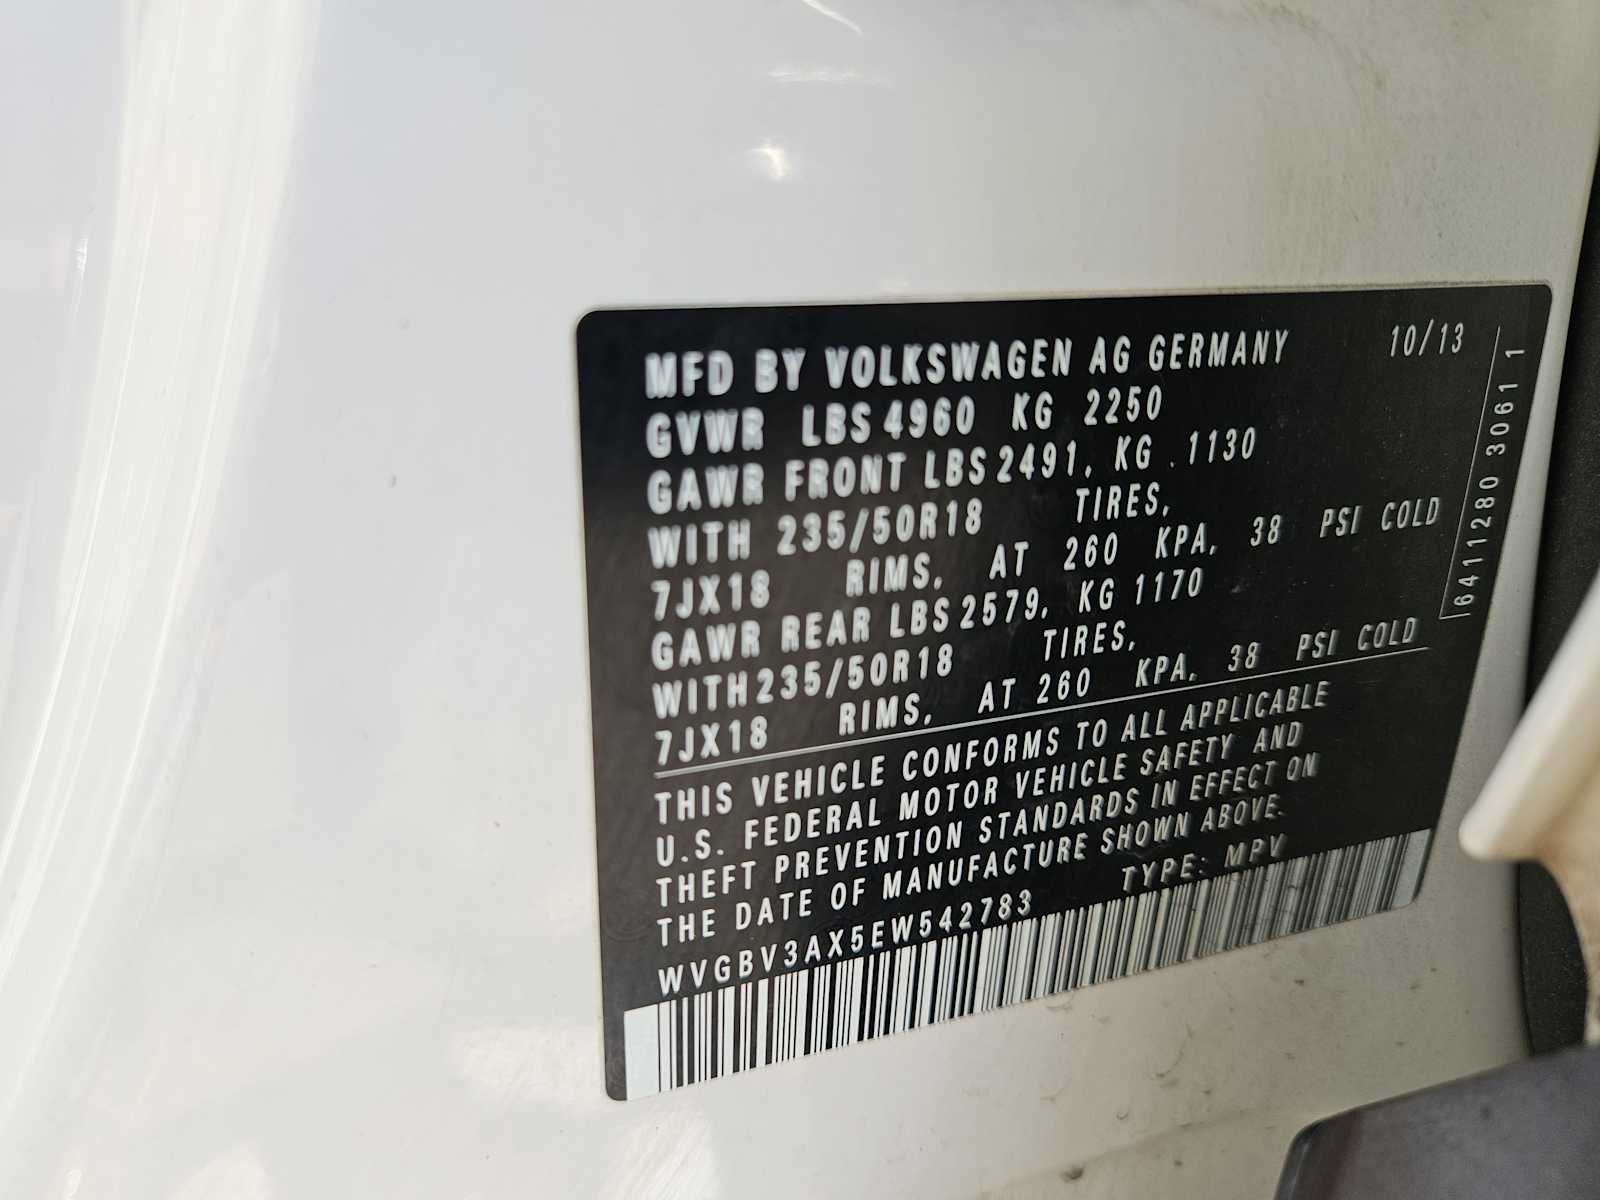 MFD BY VOLKSWAGEN AG GERMANY 10/13
GVWR LBS 4960 KG 2250
GAWR FRONT LBS 2491, KG . 1130
WITH 235/50R18 TIRES,
7JX18 RIMS, AT 260 KPA, 38 PSI COLD
GAWR REAR LBS 2579, KG 1170
WITH 235/50R18 TIRES,
7JX18 RIMS, AT 260 KPA, 38 PSI COLD
THIS VEHICLE CONFORMS TO ALL APPLICABLE
U.S. FEDERAL MOTOR VEHICLE SAFETY AND
THEFT PREVENTION STANDARDS IN EFFECT ON
THE DATE OF MANUFACTURE SHOWN ABOVE.
WVGBV3AX5EW542783 TYPE: MPV
6411280 3061 1